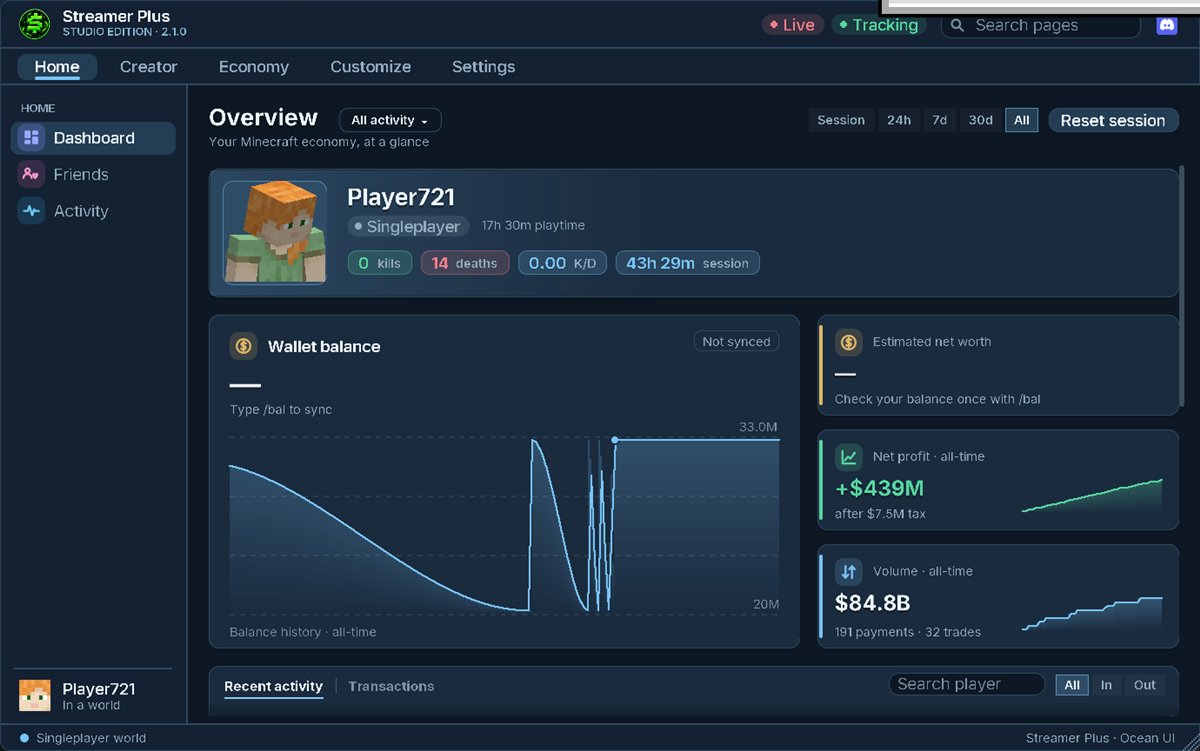 Streamer Plus
STUDIO EDITION · 2.1.0
Live
Tracking
Search pages
Home
Creator
Economy
Customize
Settings
HOME
Dashboard
Friends
Activity
Overview
All activity
Your Minecraft economy, at a glance
Session
24h
7d
30d
All
Reset session
Player721
Singleplayer
17h 30m playtime
0 kills
14 deaths
0.00 K/D
43h 29m session
Wallet balance
Not synced
—
Type /bal to sync
33.0M
20M
Balance history · all-time
Estimated net worth
—
Check your balance once with /bal
Net profit · all-time
+$439M
after $7.5M tax
Volume · all-time
$84.8B
191 payments · 32 trades
Recent activity
Transactions
Search player
All
In
Out
Player721
In a world
Singleplayer world
Streamer Plus · Ocean UI